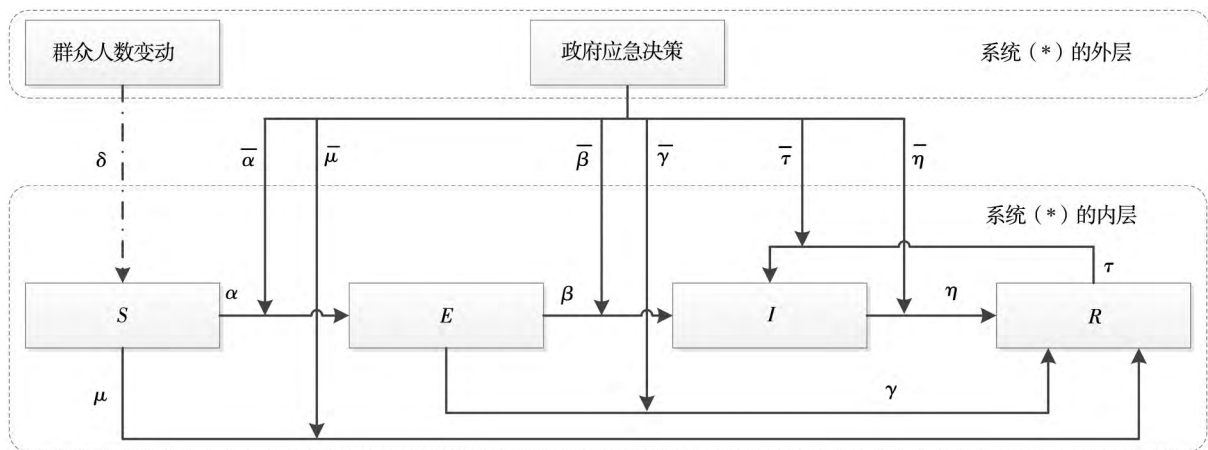 群众人数变动
政府应急决策
系统(*)的外层
δ
α̅
μ̅
β̅
γ̅
τ̅
η̅
系统(*)的内层
S
α
E
β
I
η
τ
R
μ
γ